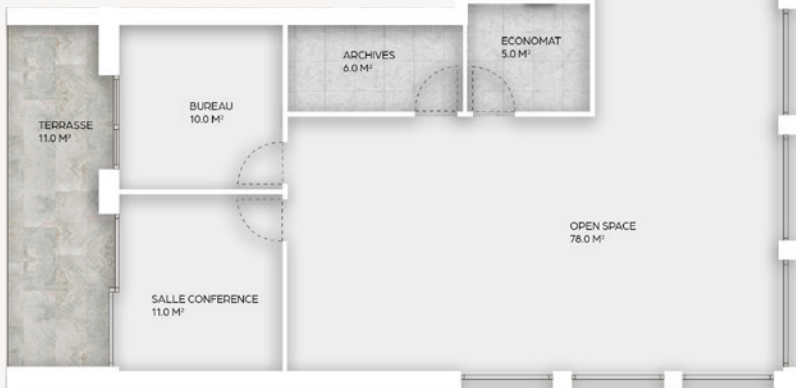 ARCHIVES
6.0 M²
ECONOMAT
5.0 M²
BUREAU
10.0 M²
TERRASSE
11.0 M²
OPEN SPACE
78.0 M²
SALLE CONFERENCE
11.0 M²